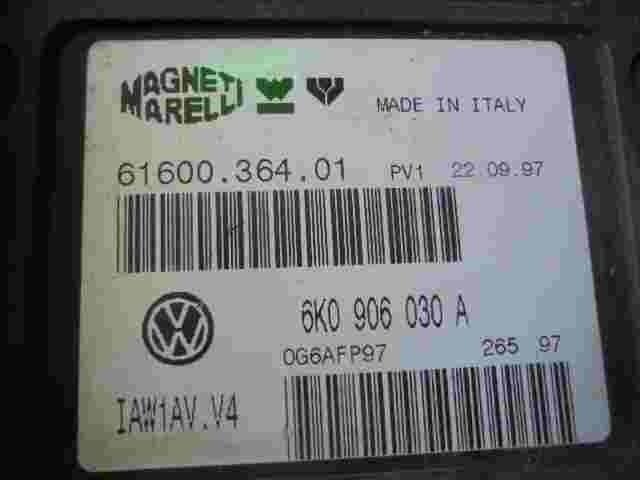 MAGNETI
MARELLI
MADE IN ITALY
61600.364.01 PV1 22.09.97
6K0 906 030 A
0G6AFP97 265 97
IAW1AV.V4